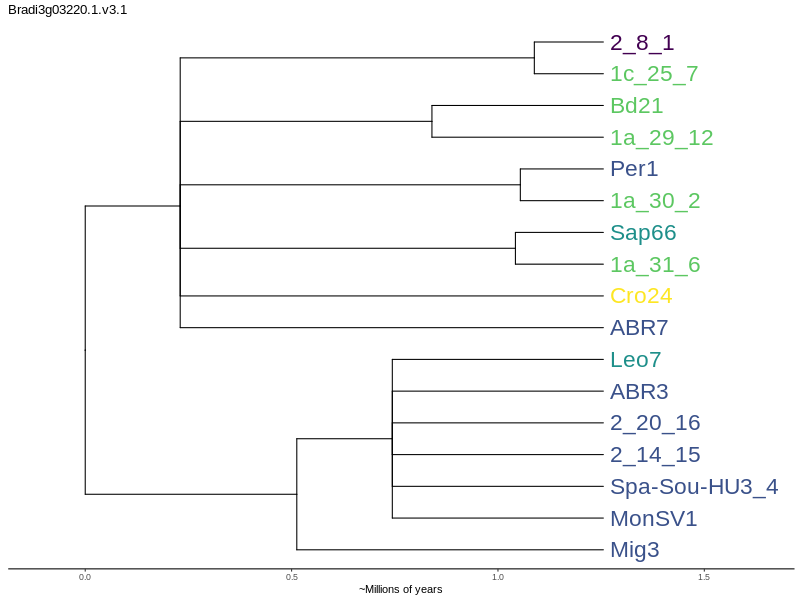 Bradi3g03220.1.v3.1
2_8_1
1c_25_7
Bd21
1a_29_12
Per1
1a_30_2
Sap66
1a_31_6
Cro24
ABR7
Leo7
ABR3
2_20_16
2_14_15
Spa-Sou-HU3_4
MonSV1
Mig3
0.0 0.5 1.0 1.5
~Millions of years